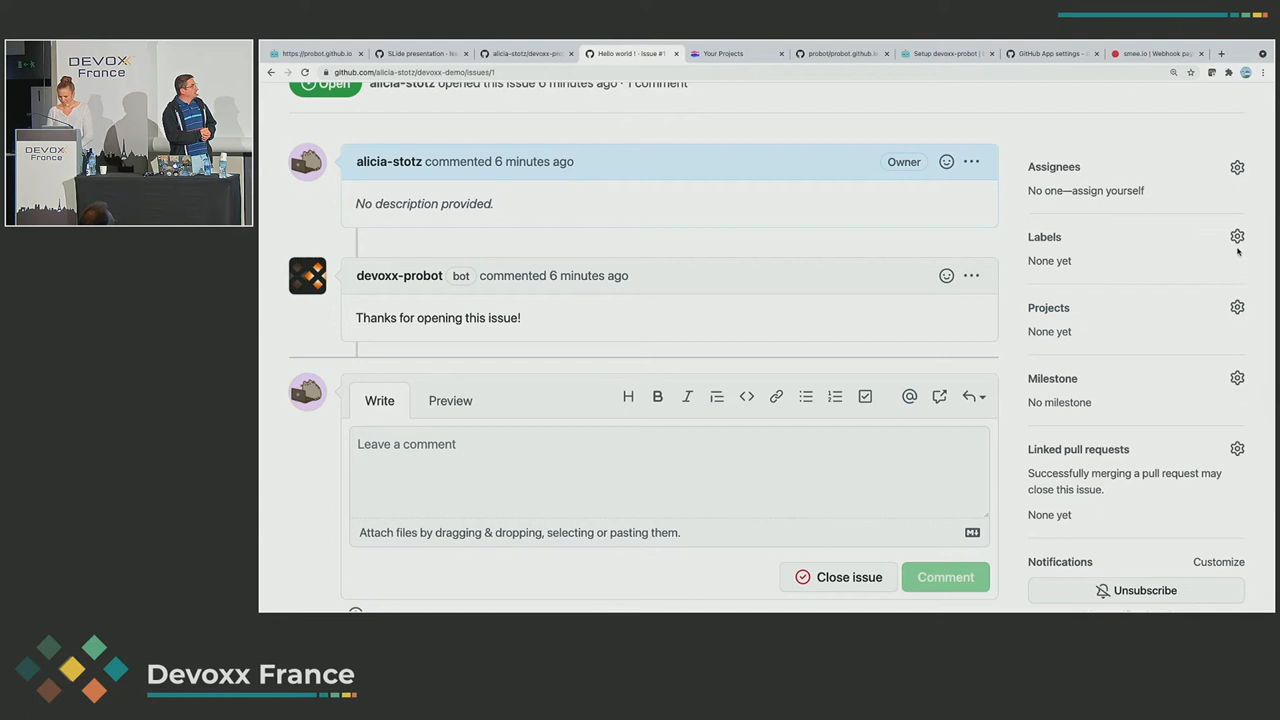 DEVOXX
France
DEVOXX
France
https://probot.github.io
SLide presentation - Iss
alicia-stotz/devoxx-pro
Hello world ! · Issue #1
Your Projects
probot/probot.github.io
Setup devoxx-probot |
GitHub App settings -
smee.io | Webhook pay
github.com/alicia-stotz/devoxx-demo/issues/1
Open
alicia-stotz opened this issue 6 minutes ago · 1 comment
alicia-stotz commented 6 minutes ago
Owner
No description provided.
devoxx-probot bot commented 6 minutes ago
Thanks for opening this issue!
Write
Preview
Leave a comment
Attach files by dragging & dropping, selecting or pasting them.
Close issue
Comment
Assignees
No one—assign yourself
Labels
None yet
Projects
None yet
Milestone
No milestone
Linked pull requests
Successfully merging a pull request may
close this issue.
None yet
Notifications
Customize
Unsubscribe
Devoxx France